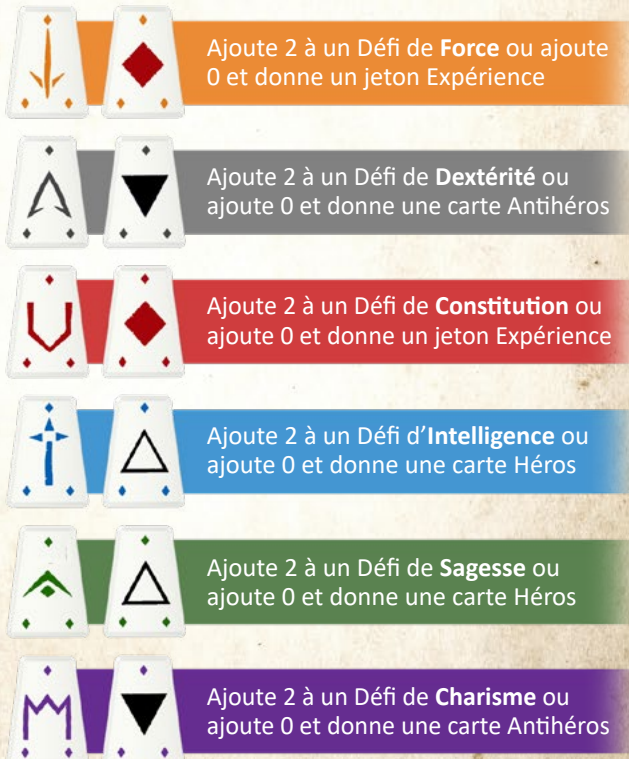 Ajoute 2 à un Défi de Force ou ajoute
0 et donne un jeton Expérience
Ajoute 2 à un Défi de Dextérité ou
ajoute 0 et donne une carte Antihéros
Ajoute 2 à un Défi de Constitution ou
ajoute 0 et donne un jeton Expérience
Ajoute 2 à un Défi d'Intelligence ou
ajoute 0 et donne une carte Héros
Ajoute 2 à un Défi de Sagesse ou
ajoute 0 et donne une carte Héros
Ajoute 2 à un Défi de Charisme ou
ajoute 0 et donne une carte Antihéros